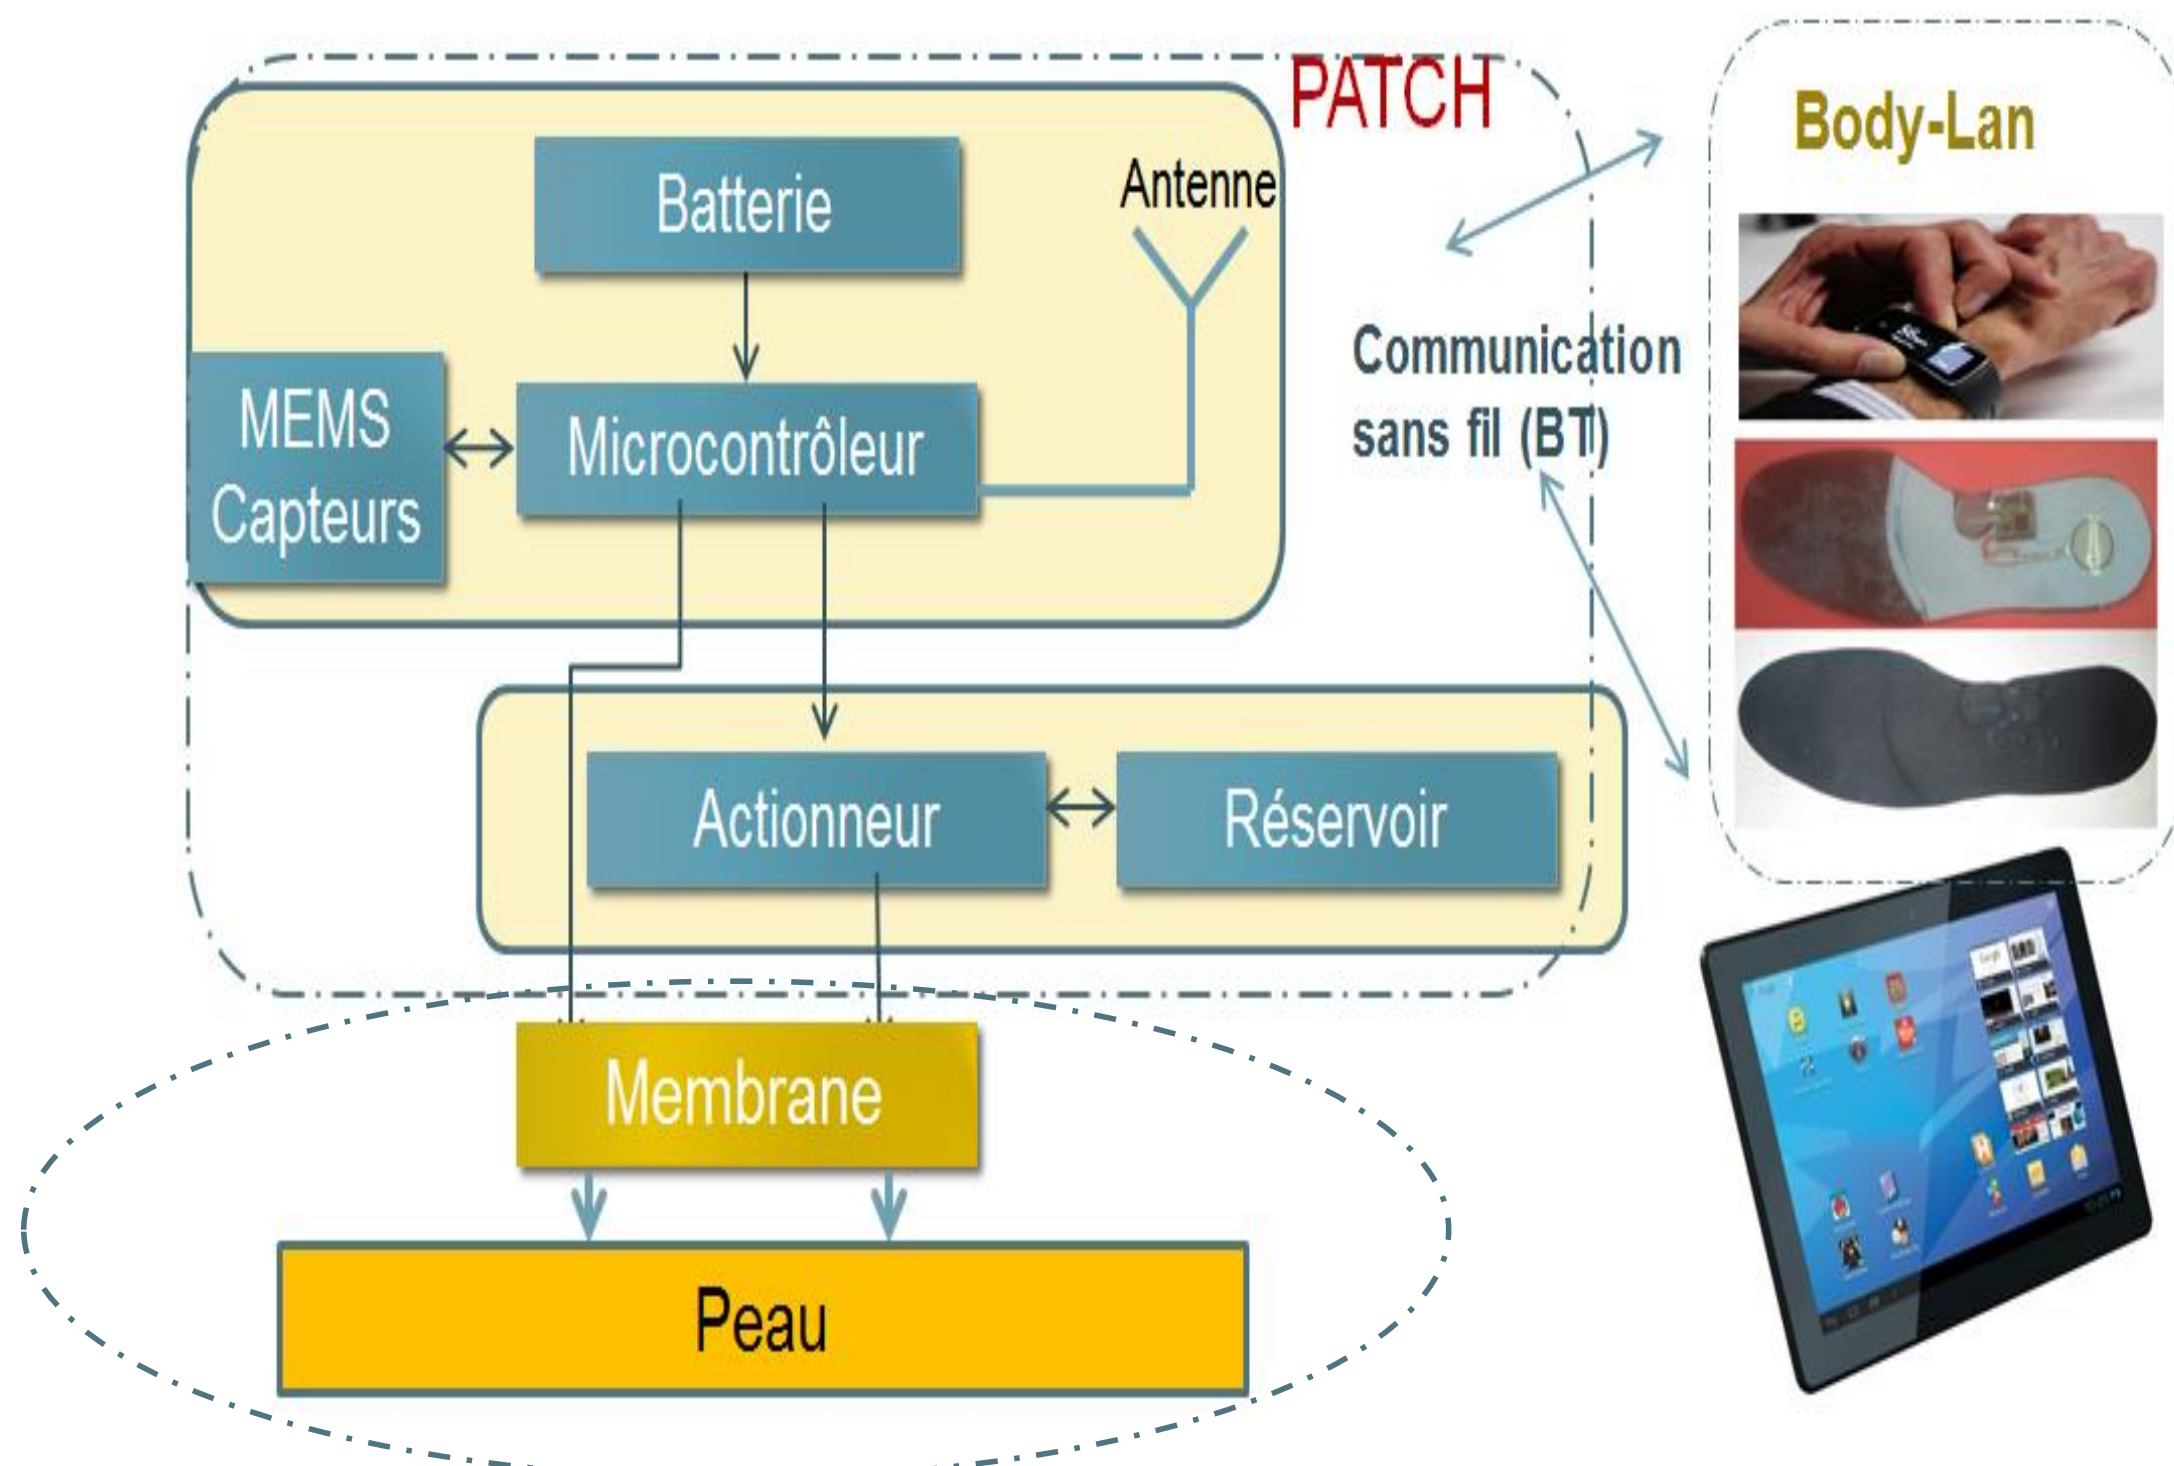 PATCH
Body-Lan
Batterie
Antenne
MEMS
Capteurs
Microcontrôleur
Communication
sans fil (BT)
Actionneur
Réservoir
Membrane
Peau